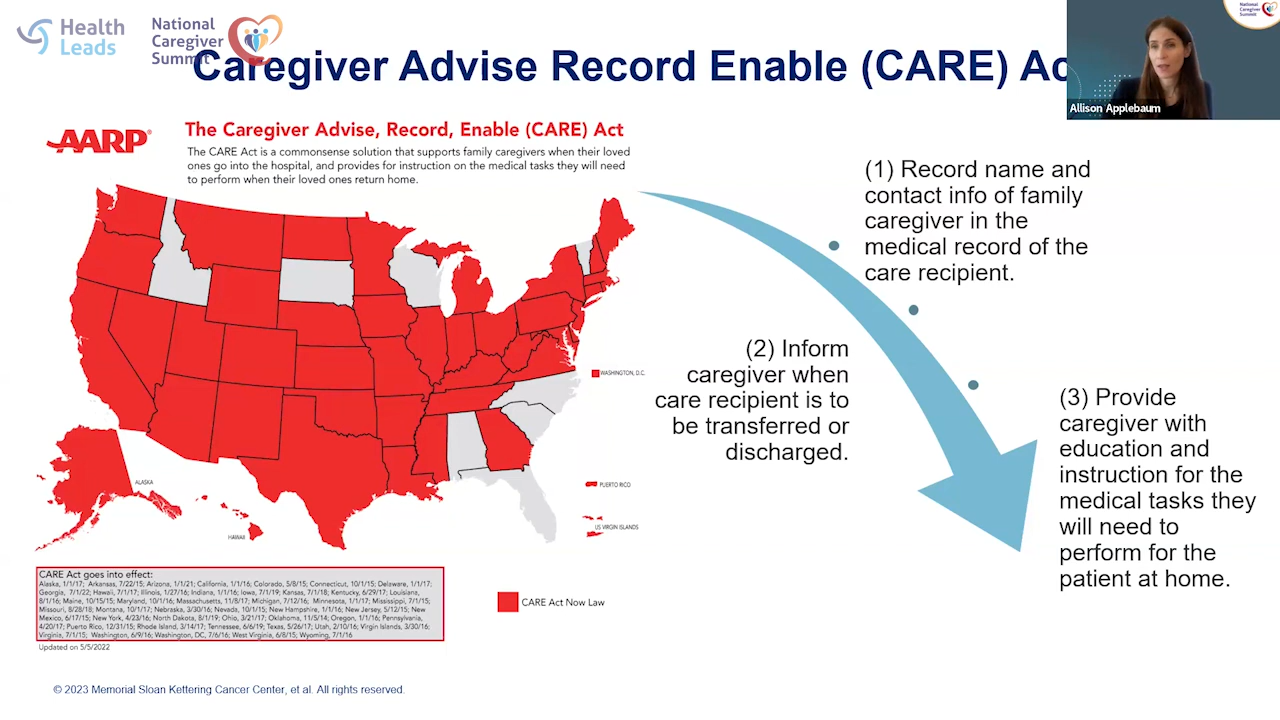 Health
Leads
National
Caregiver
Summit
Caregiver Advise Record Enable (CARE) Ac
National
Caregiver
Summit
Allison Applebaum
AARP®
The Caregiver Advise, Record, Enable (CARE) Act
The CARE Act is a commonsense solution that supports family caregivers when their loved
ones go into the hospital, and provides for instruction on the medical tasks they will need
to perform when their loved ones return home.
(1) Record name and
contact info of family
caregiver in the
medical record of the
care recipient.
(2) Inform
caregiver when
care recipient is to
be transferred or
discharged.
(3) Provide
caregiver with
education and
instruction for the
medical tasks they
will need to
perform for the
patient at home.
WASHINGTON, D.C.
ALASKA
HAWAII
PUERTO RICO
US VIRGIN ISLANDS
CARE Act goes into effect:
Alaska, 1/1/17; Arkansas, 7/22/15; Arizona, 1/1/21; California, 1/1/16; Colorado, 5/8/15; Connecticut, 10/1/15; Delaware, 1/1/17;
Georgia, 7/1/22; Hawaii, 7/1/17; Illinois, 1/27/16; Indiana, 1/1/16; Iowa, 7/1/19; Kansas, 7/1/18; Kentucky, 6/29/17; Louisiana,
8/1/16; Maine, 10/15/15; Maryland, 10/1/16; Massachusetts, 11/8/17; Michigan, 7/12/16; Minnesota, 1/1/17; Mississippi, 7/1/15;
Missouri, 8/28/18; Montana, 10/1/17; Nebraska, 3/30/16; Nevada, 10/1/15; New Hampshire, 1/1/16; New Jersey, 5/12/15; New
Mexico, 6/17/15; New York, 4/23/16; North Dakota, 8/1/19; Ohio, 3/21/17; Oklahoma, 11/5/14; Oregon, 1/1/16; Pennsylvania,
4/20/17; Puerto Rico, 12/31/15; Rhode Island, 3/14/17; Tennessee, 6/6/19; Texas, 5/26/17; Utah, 2/10/16; Virgin Islands, 3/30/16;
Virginia, 7/1/15; Washington, 6/9/16; Washington, DC, 7/6/16; West Virginia, 6/8/15; Wyoming, 7/1/16
CARE Act Now Law
Updated on 5/5/2022
© 2023 Memorial Sloan Kettering Cancer Center, et al. All rights reserved.